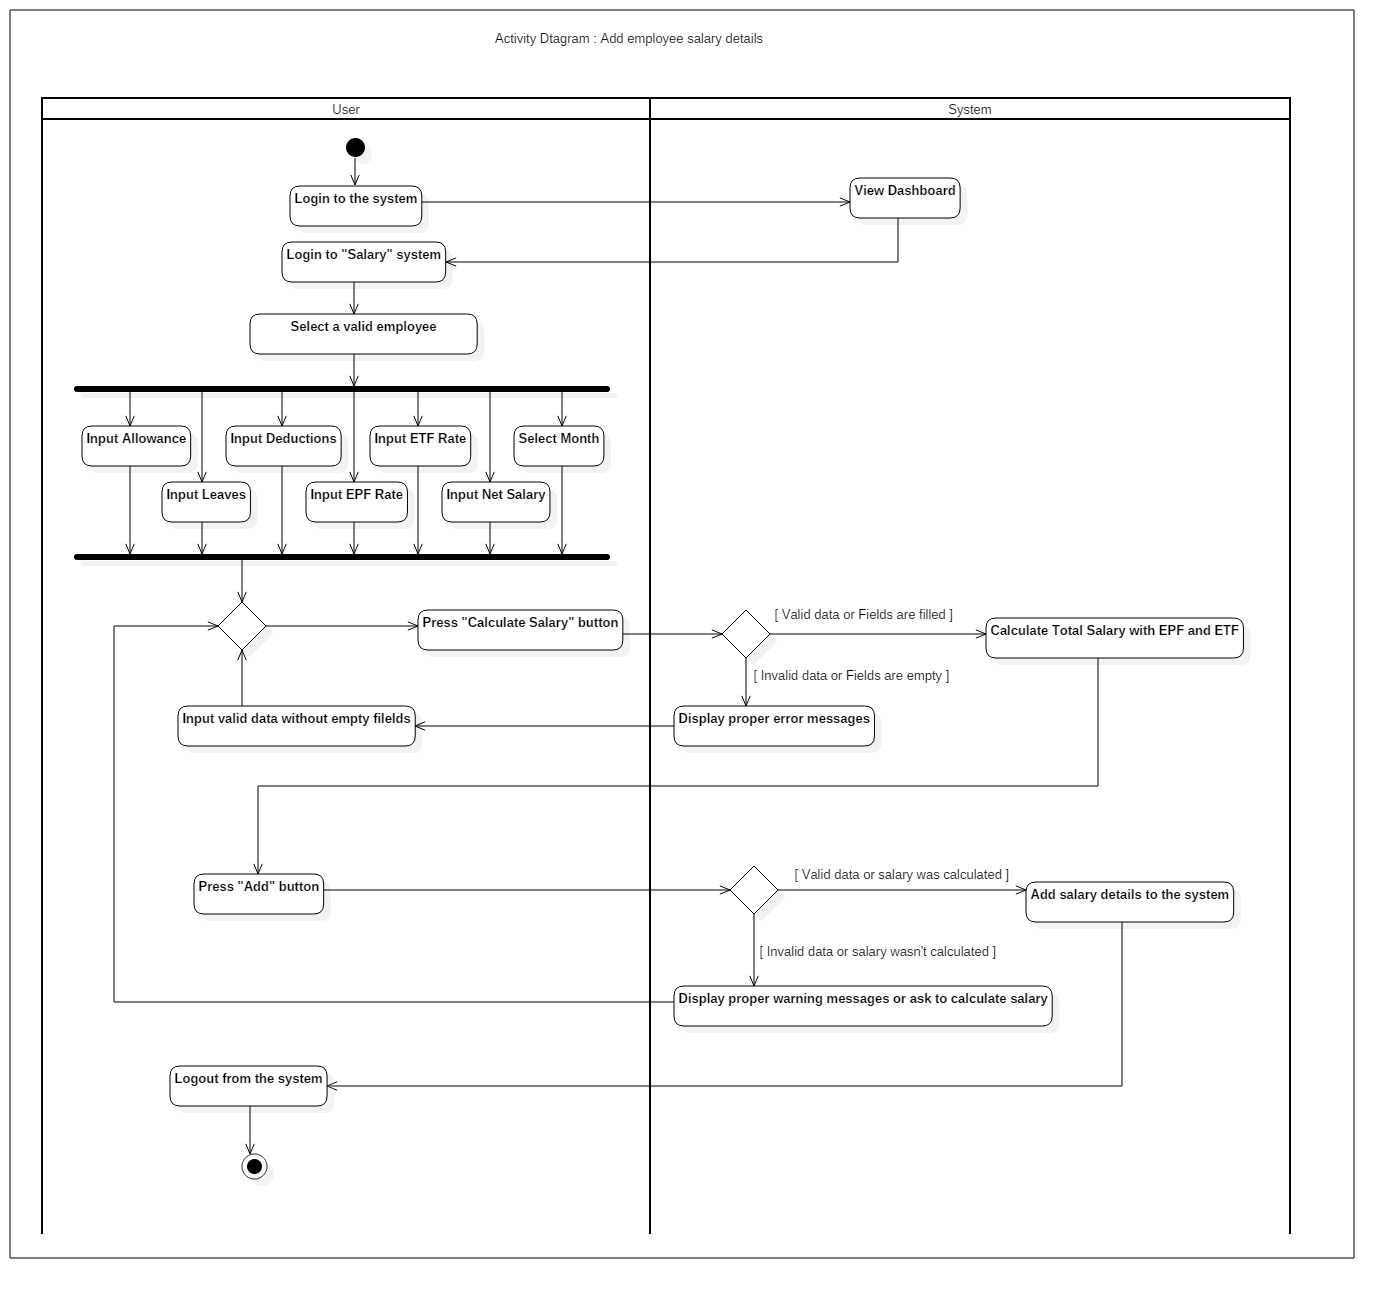 Activity Dtagram : Add employee salary details
User
System
Login to the system
View Dashboard
Login to "Salary" system
Select a valid employee
Input Allowance
Input Deductions
Input ETF Rate
Select Month
Input Leaves
Input EPF Rate
Input Net Salary
Press "Calculate Salary" button
[ Valid data or Fields are filled ]
Calculate Total Salary with EPF and ETF
[ Invalid data or Fields are empty ]
Input valid data without empty filelds
Display proper error messages
Press "Add" button
[ Valid data or salary was calculated ]
Add salary details to the system
[ Invalid data or salary wasn't calculated ]
Display proper warning messages or ask to calculate salary
Logout from the system